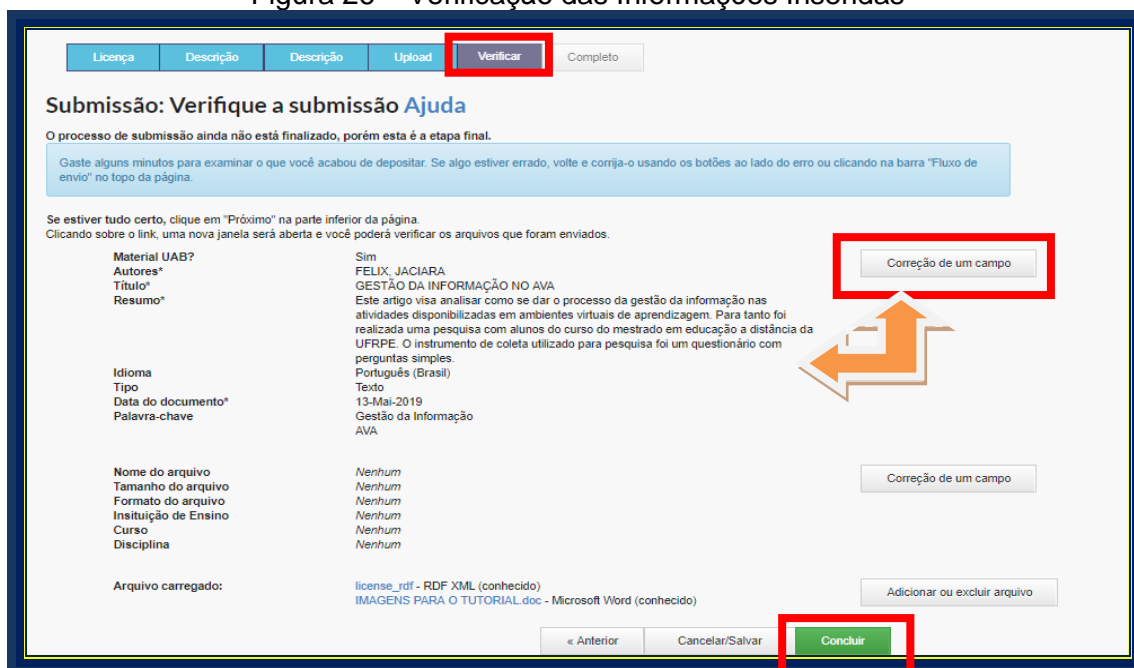 Figura 26 – Verificação das Informações Inseridas
Licença Descrição Descrição Upload Verificar Completo
Submissão: Verifique a submissão Ajuda
O processo de submissão ainda não está finalizado, porém esta é a etapa final.
Gaste alguns minutos para examinar o que você acabou de depositar. Se algo estiver errado, volte e corrija-o usando os botões ao lado do erro ou clicando na barra "Fluxo de
envio" no topo da página.
Se estiver tudo certo, clique em "Próximo" na parte inferior da página.
Clicando sobre o link, uma nova janela será aberta e você poderá verificar os arquivos que foram enviados.
Material UAB? Sim
Autores* FELIX, JACIARA
Título* GESTÃO DA INFORMAÇÃO NO AVA
Resumo* Este artigo visa analisar como se dar o processo da gestão da informação nas
atividades disponibilizadas em ambientes virtuais de aprendizagem. Para tanto foi
realizada uma pesquisa com alunos do curso do mestrado em educação a distância da
UFRPE. O instrumento de coleta utilizado para pesquisa foi um questionário com
perguntas simples.
Idioma Português (Brasil)
Tipo Texto
Data do documento* 13-Mai-2019
Palavra-chave Gestão da Informação
AVA
Correção de um campo
Nome do arquivo Nenhum
Tamanho do arquivo Nenhum
Formato do arquivo Nenhum
Insituição de Ensino Nenhum
Curso Nenhum
Disciplina Nenhum
Correção de um campo
Arquivo carregado: license_rdf - RDF XML (conhecido)
IMAGENS PARA O TUTORIAL.doc - Microsoft Word (conhecido)
Adicionar ou excluir arquivo
« Anterior Cancelar/Salvar Concluir